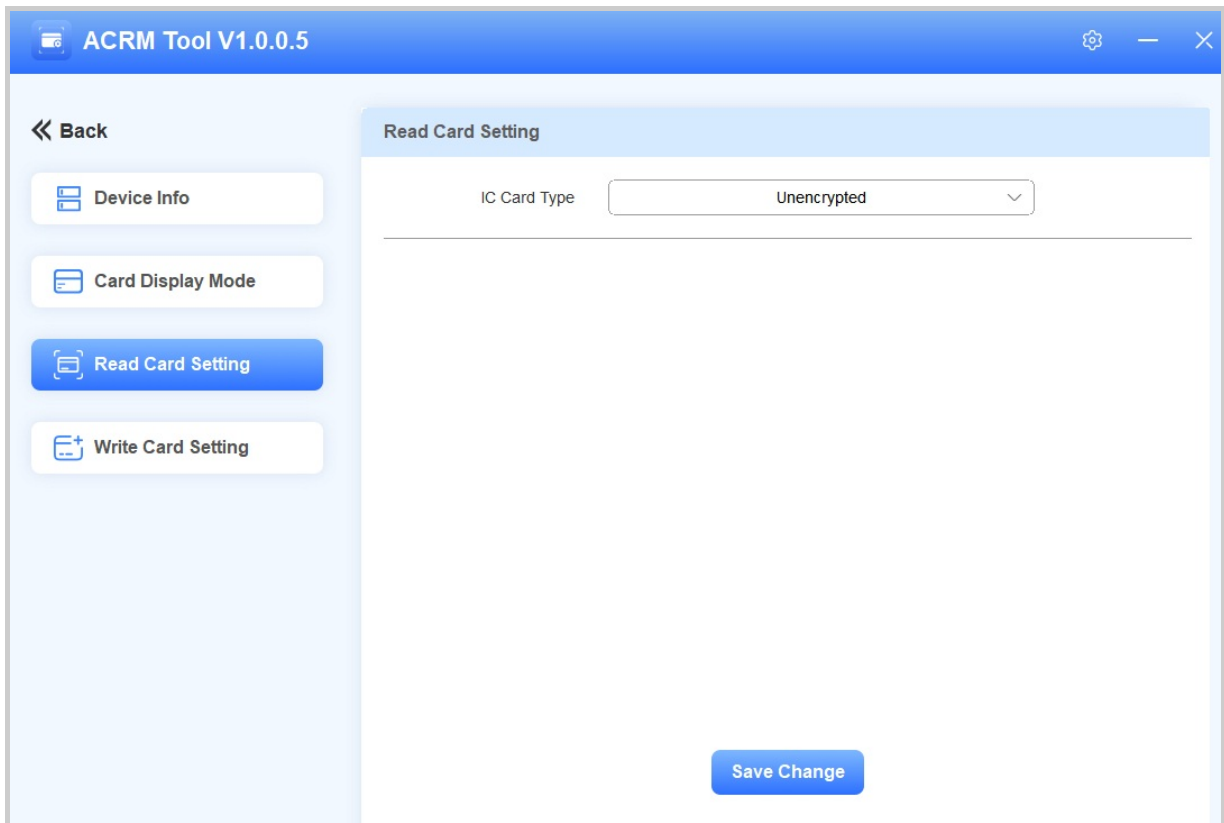 ACRM Tool V1.0.0.5
Back
Device Info
Card Display Mode
Read Card Setting
Write Card Setting
Read Card Setting
IC Card Type Unencrypted
Save Change